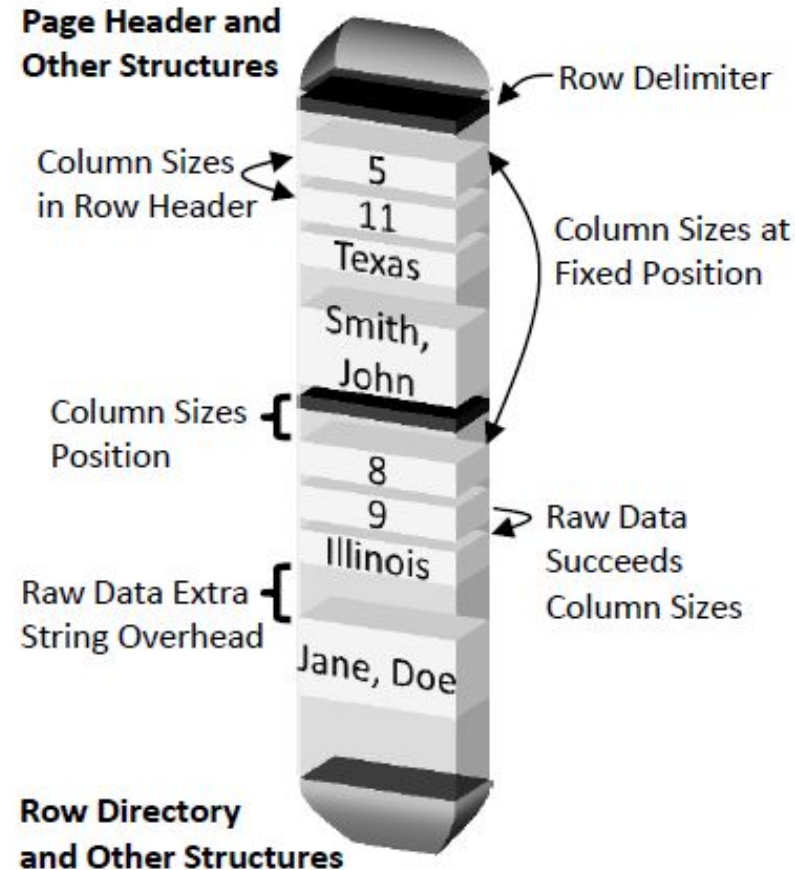 Page Header and
Other Structures
Row Delimiter
Column Sizes
in Row Header
5
11
Texas
Smith,
John
Column Sizes at
Fixed Position
Column Sizes
Position
8
9
Illinois
Raw Data
Succeeds
Column Sizes
Raw Data Extra
String Overhead
Jane, Doe
Row Directory
and Other Structures